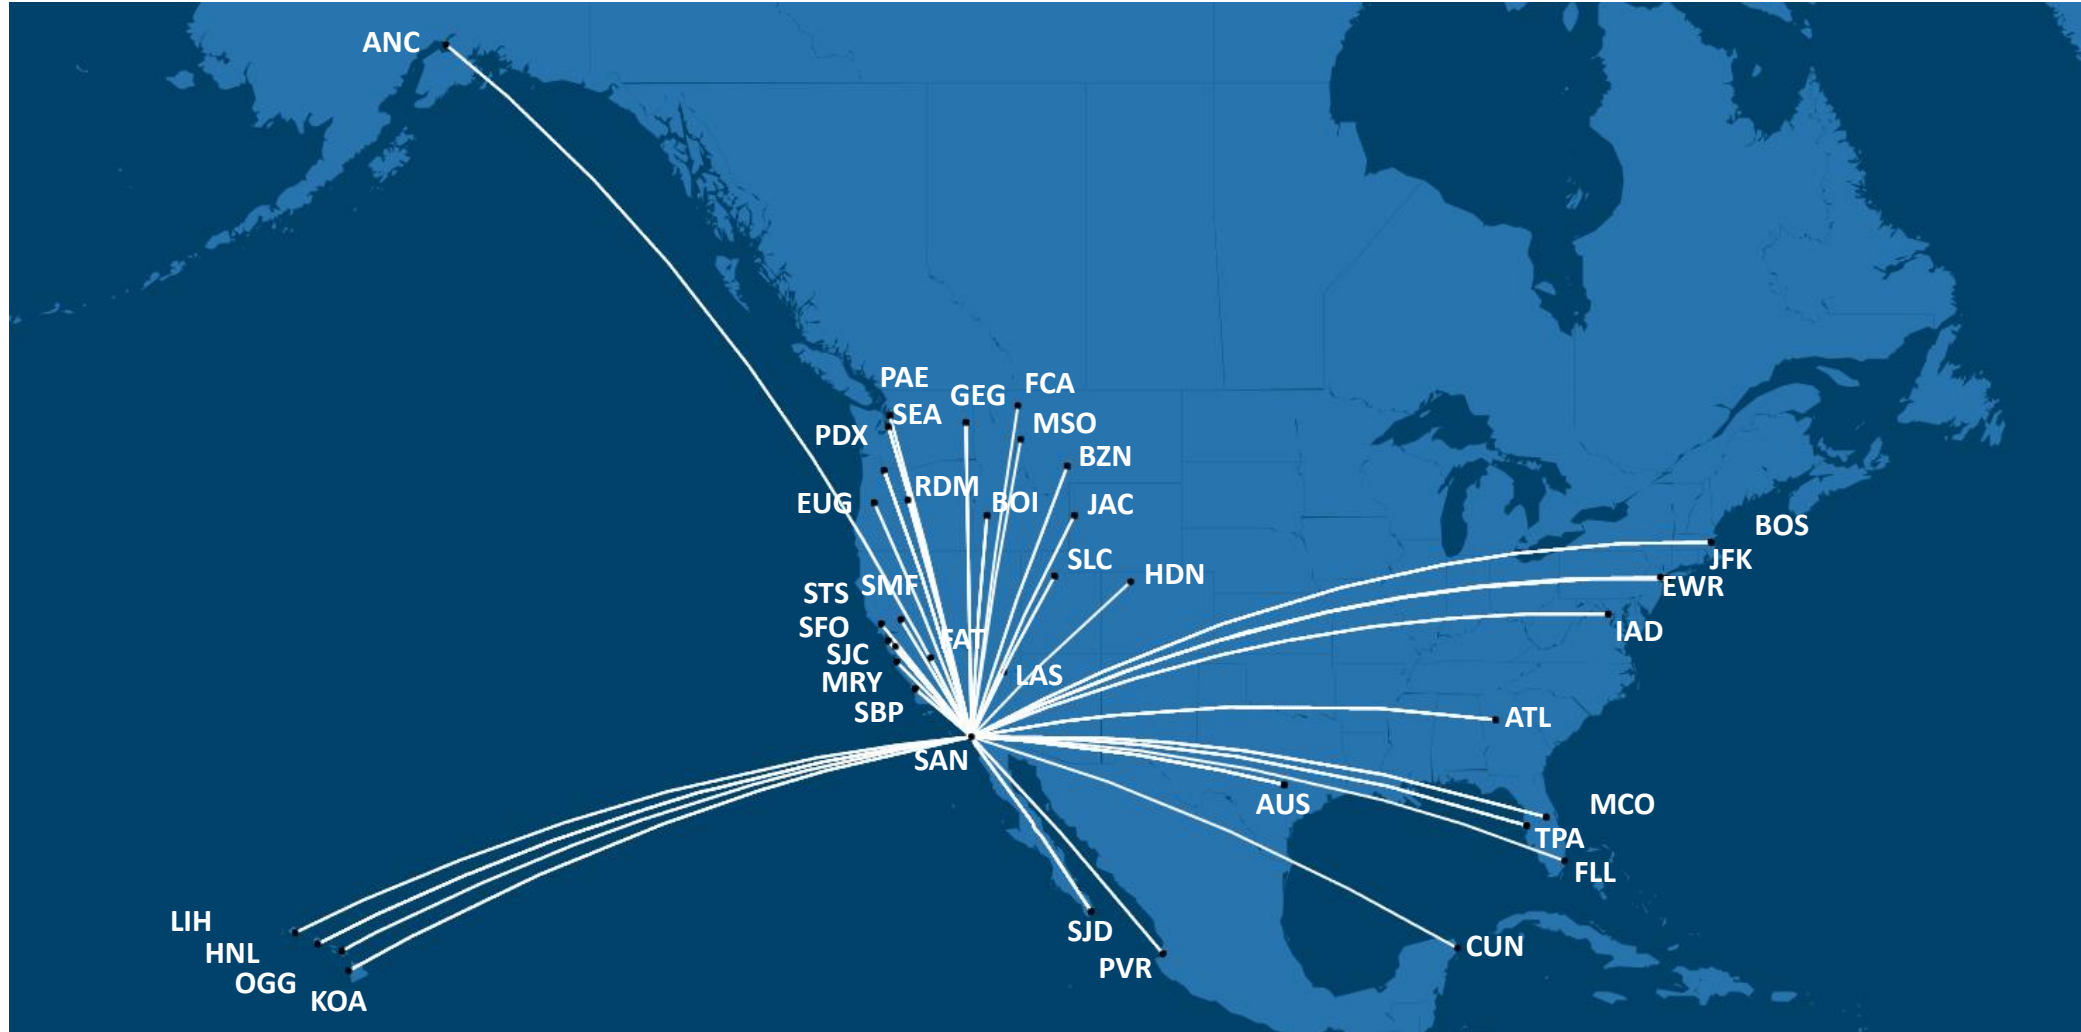 ANC
PAE
FCA
GEG
SEA
MSO
PDX
BZN
RDM
EUG
BOI
JAC
BOS
SLC
JFK
HDN
SMF
EWR
STS
SFO
IAD
FAT
SJC
LAS
MRY
SBP
ATL
SAN
AUS
MCO
TPA
FLL
LIH
SJD
CUN
HNL
PVR
OGG
KOA